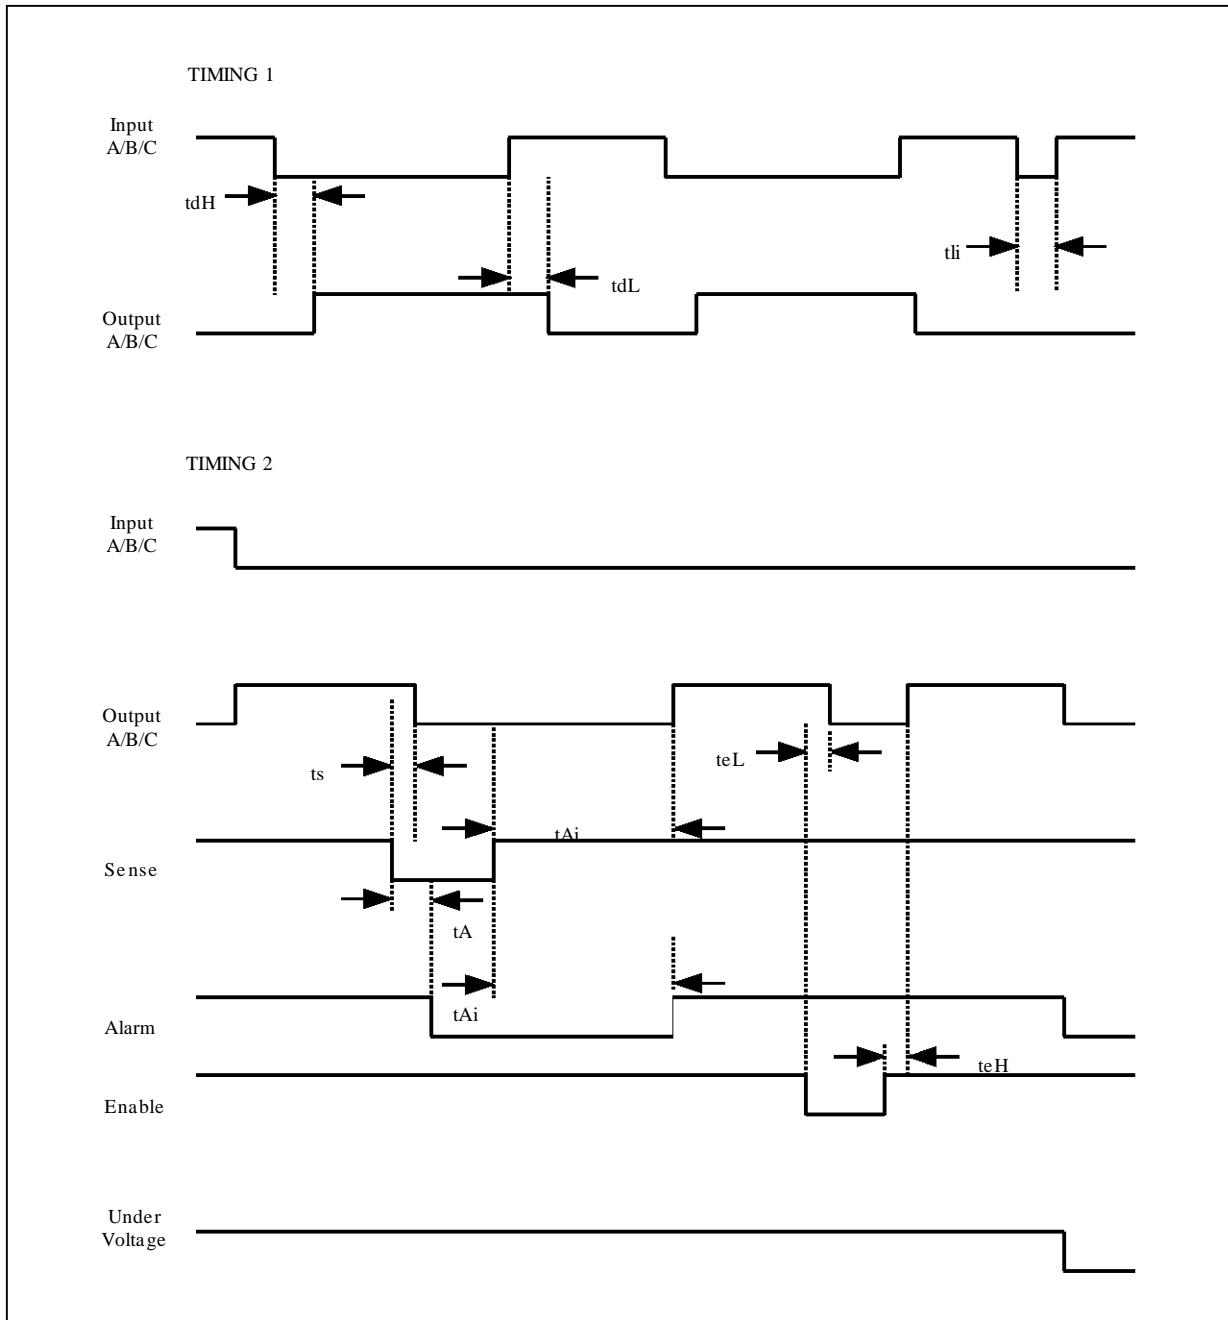 TIMING 1
Input
A/B/C
tdH
tli
tdL
Output
A/B/C
TIMING 2
Input
A/B/C
Output
A/B/C
teL
ts
tAi
Sense
tA
tAi
Alarm
teH
Enable
Under
Voltage